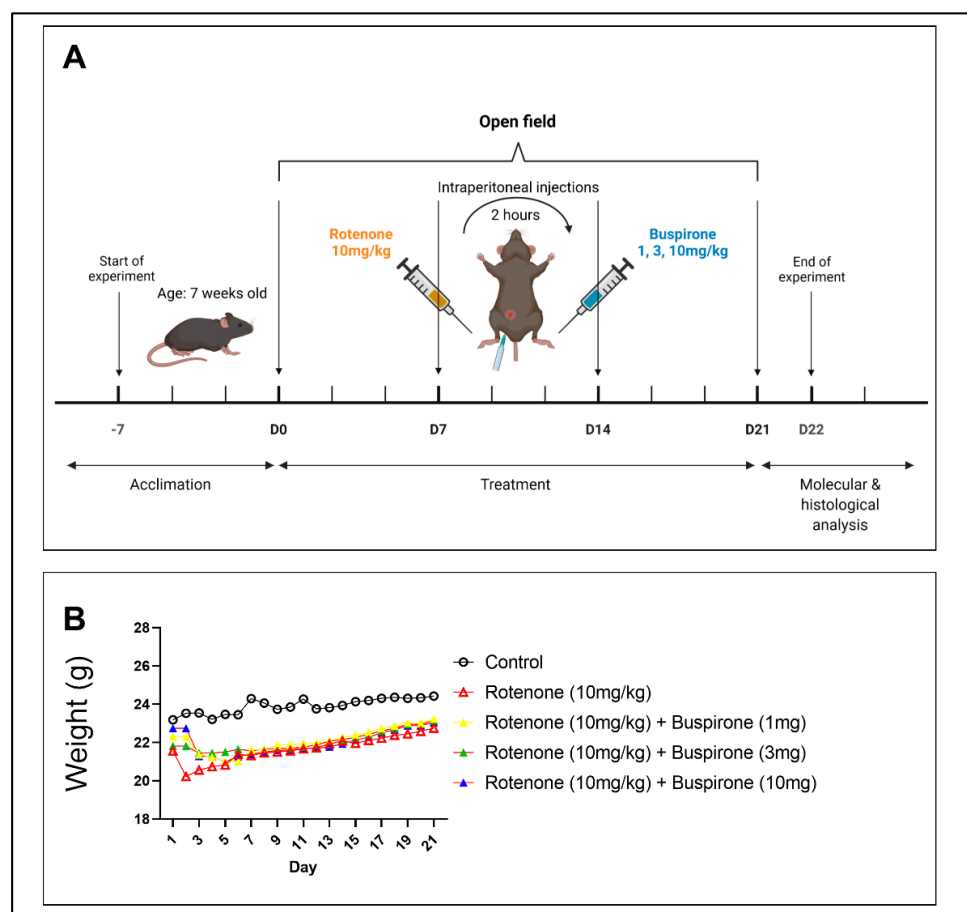 A
Open field
Intraperitoneal injections
2 hours
Rotenone
10mg/kg
Buspirone
1, 3, 10mg/kg
Start of
experiment
Age: 7 weeks old
End of
experiment
-7
D0
D7
D14
D21
D22
Acclimation
Treatment
Molecular &
histological
analysis
B
Weight (g)
28
26
24
22
20
18
1
3
5
7
9
11
13
15
17
19
21
Day
Control
Rotenone (10mg/kg)
Rotenone (10mg/kg) + Buspirone (1mg)
Rotenone (10mg/kg) + Buspirone (3mg)
Rotenone (10mg/kg) + Buspirone (10mg)